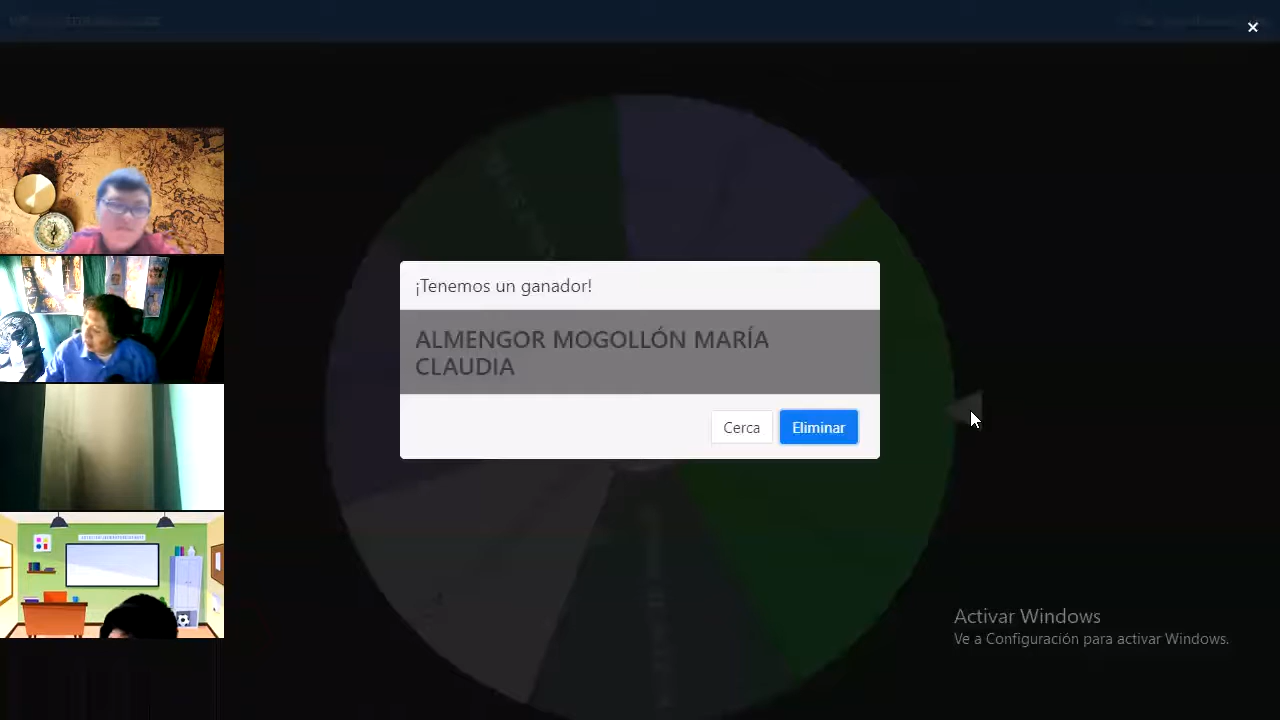 ¡Tenemos un ganador!
ALMENGOR MOGOLLÓN MARÍA
CLAUDIA
Cerca
Eliminar
Activar Windows
Ve a Configuración para activar Windows.